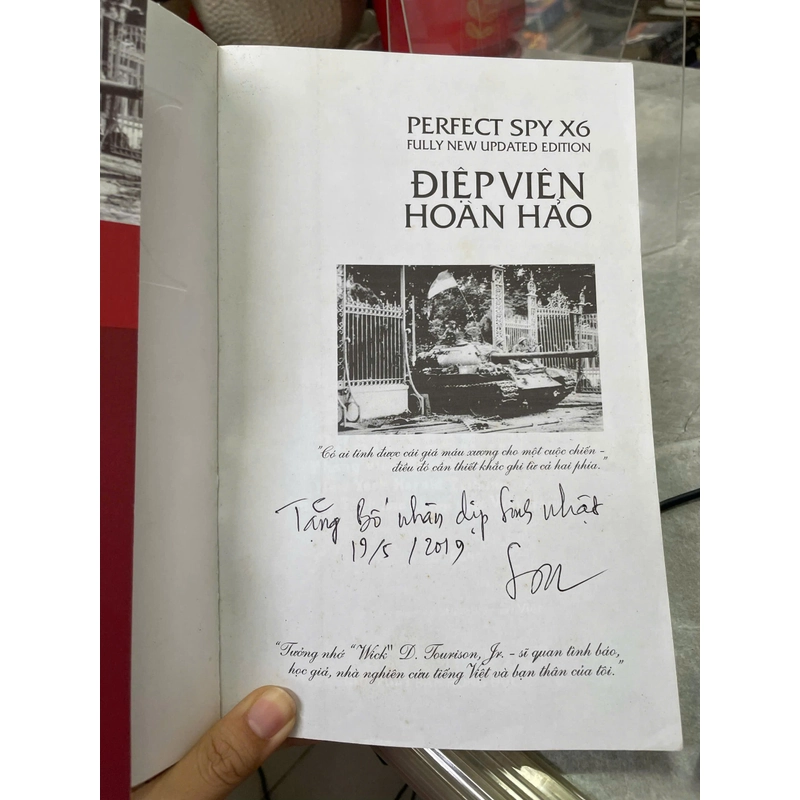 PERFECT SPY X6
FULLY NEW UPDATED EDITION
ĐIỆP VIÊN
HOÀN HẢO
"Có ai tính được cái giá máu xương cho một cuộc chiến -
điều đó cần thiết khắc ghi từ cả hai phía."
Tặng Bố nhân dịp Sinh nhật
19/5/2019
Son
"Tưởng nhớ "Wick" D. Tourison, Jr. - sĩ quan tình báo,
học giả, nhà nghiên cứu tiếng Việt và bạn thân của tôi."